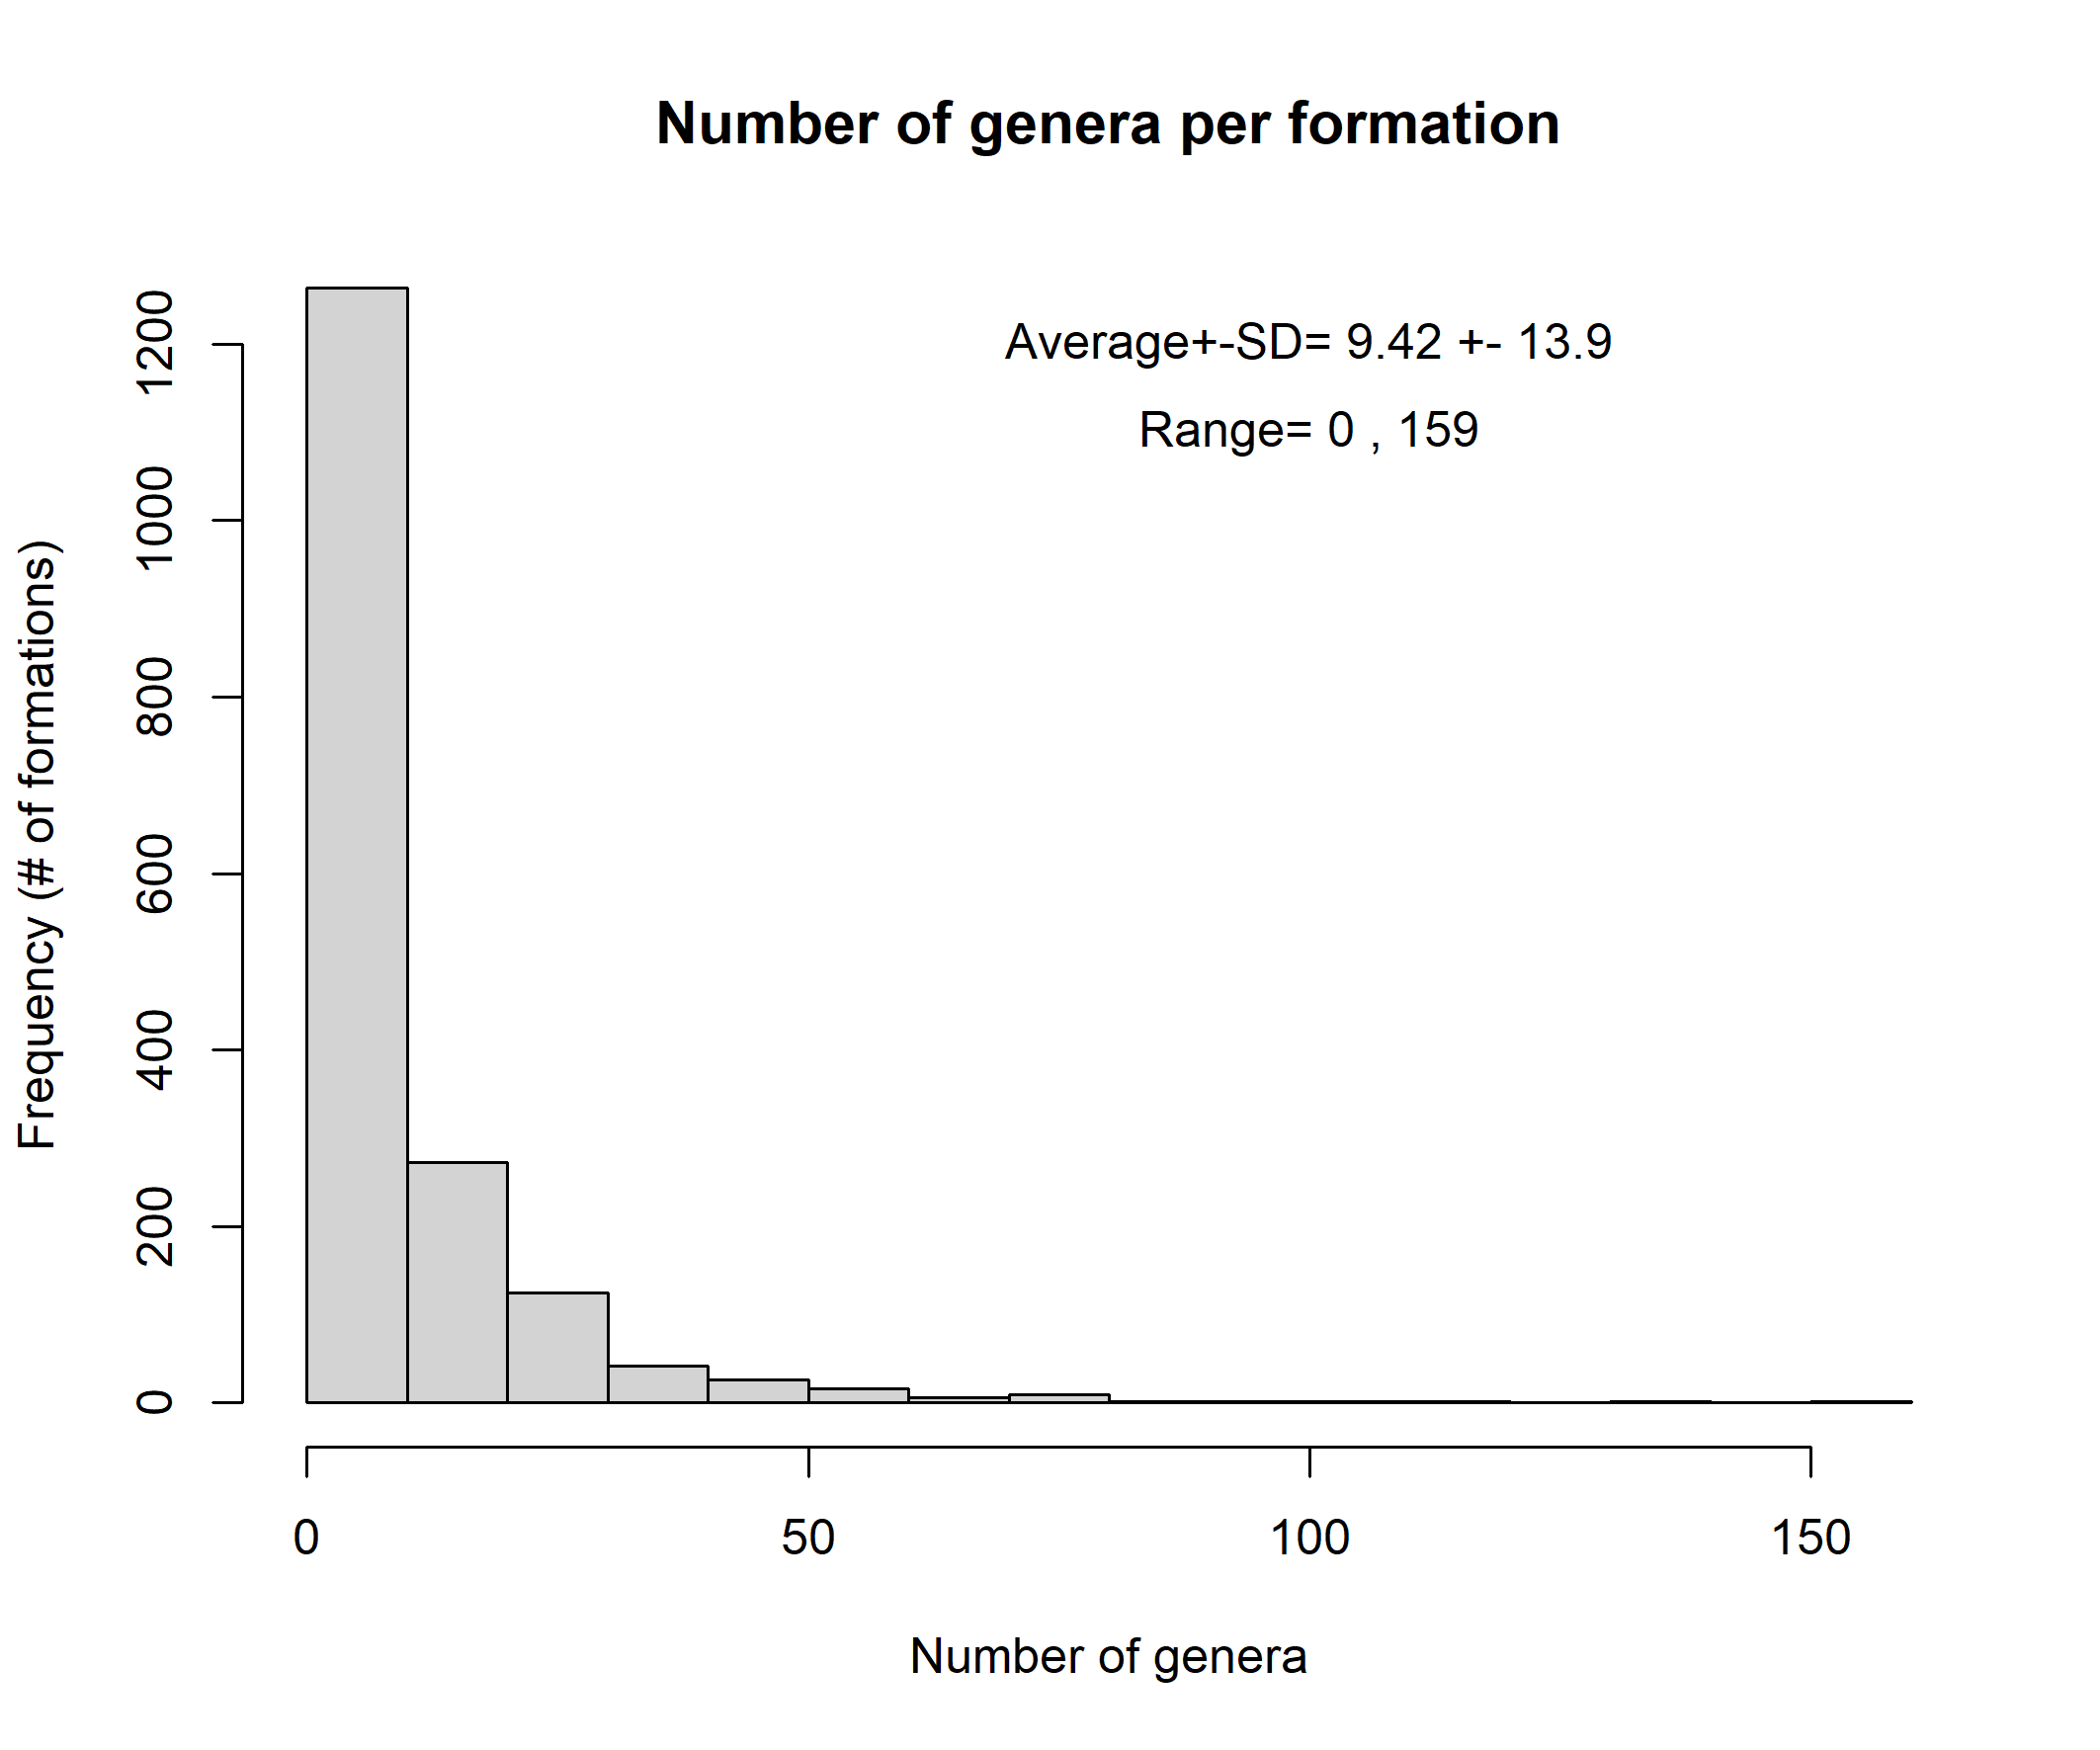 Number of genera per formation
Average+-SD= 9.42 +- 13.9
Range= 0 , 159
Frequency (# of formations)
1200
1000
800
600
400
200
0
0 50 100 150
Number of genera